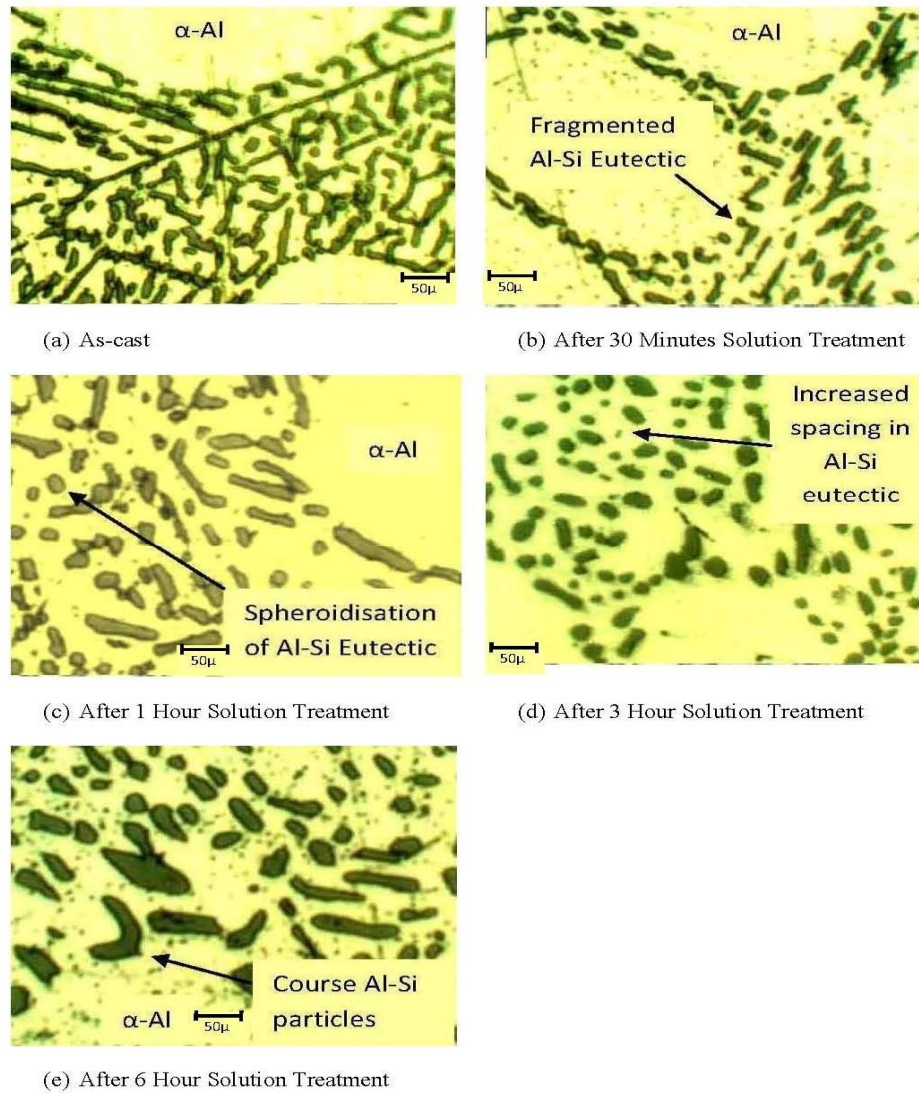 α-Al
50μ
(a) As-cast
α-Al
Fragmented
Al-Si Eutectic
50μ
(b) After 30 Minutes Solution Treatment
α-Al
Spheroidisation
of Al-Si Eutectic
50μ
(c) After 1 Hour Solution Treatment
Increased
spacing in
Al-Si
eutectic
50μ
(d) After 3 Hour Solution Treatment
Course Al-Si
particles
α-Al
50μ
(e) After 6 Hour Solution Treatment